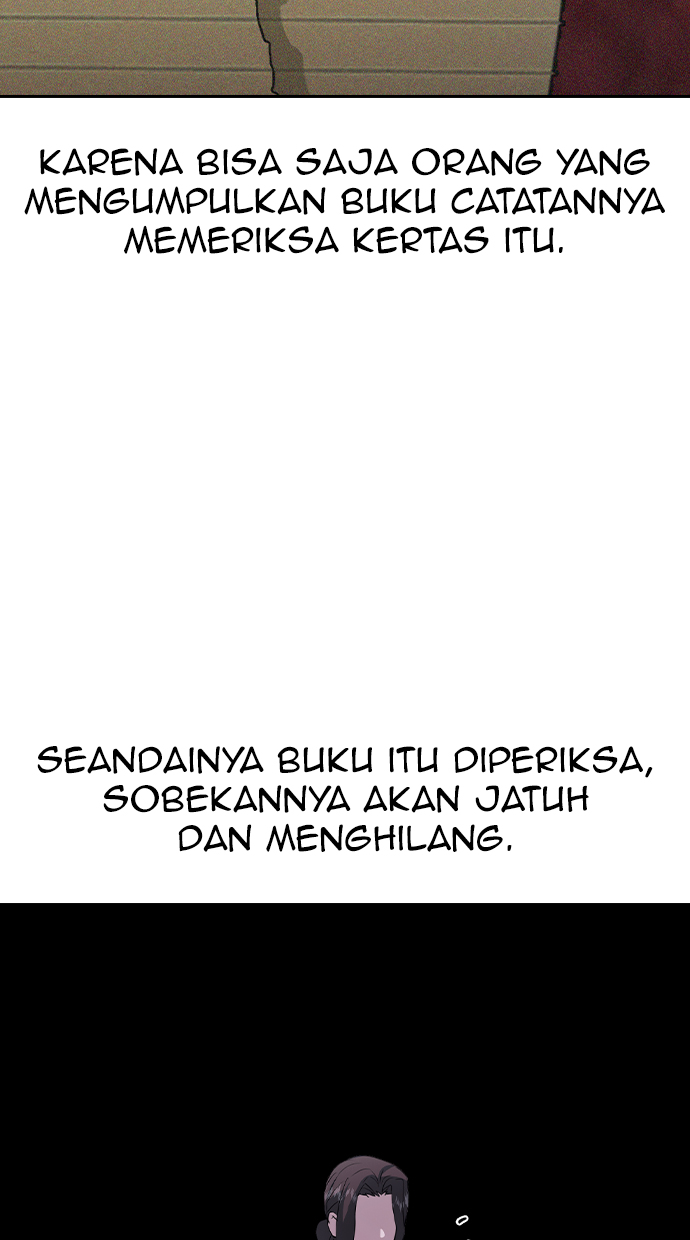 KARENA BISA SAJA ORANG YANG
MENGUMPULKAN BUKU CATATANNYA
MEMERIKSA KERTAS ITU.
SEANDAINYA BUKU ITU DIPERIKSA,
SOBEKANNYA AKAN JATUH
DAN MENGHILANG.